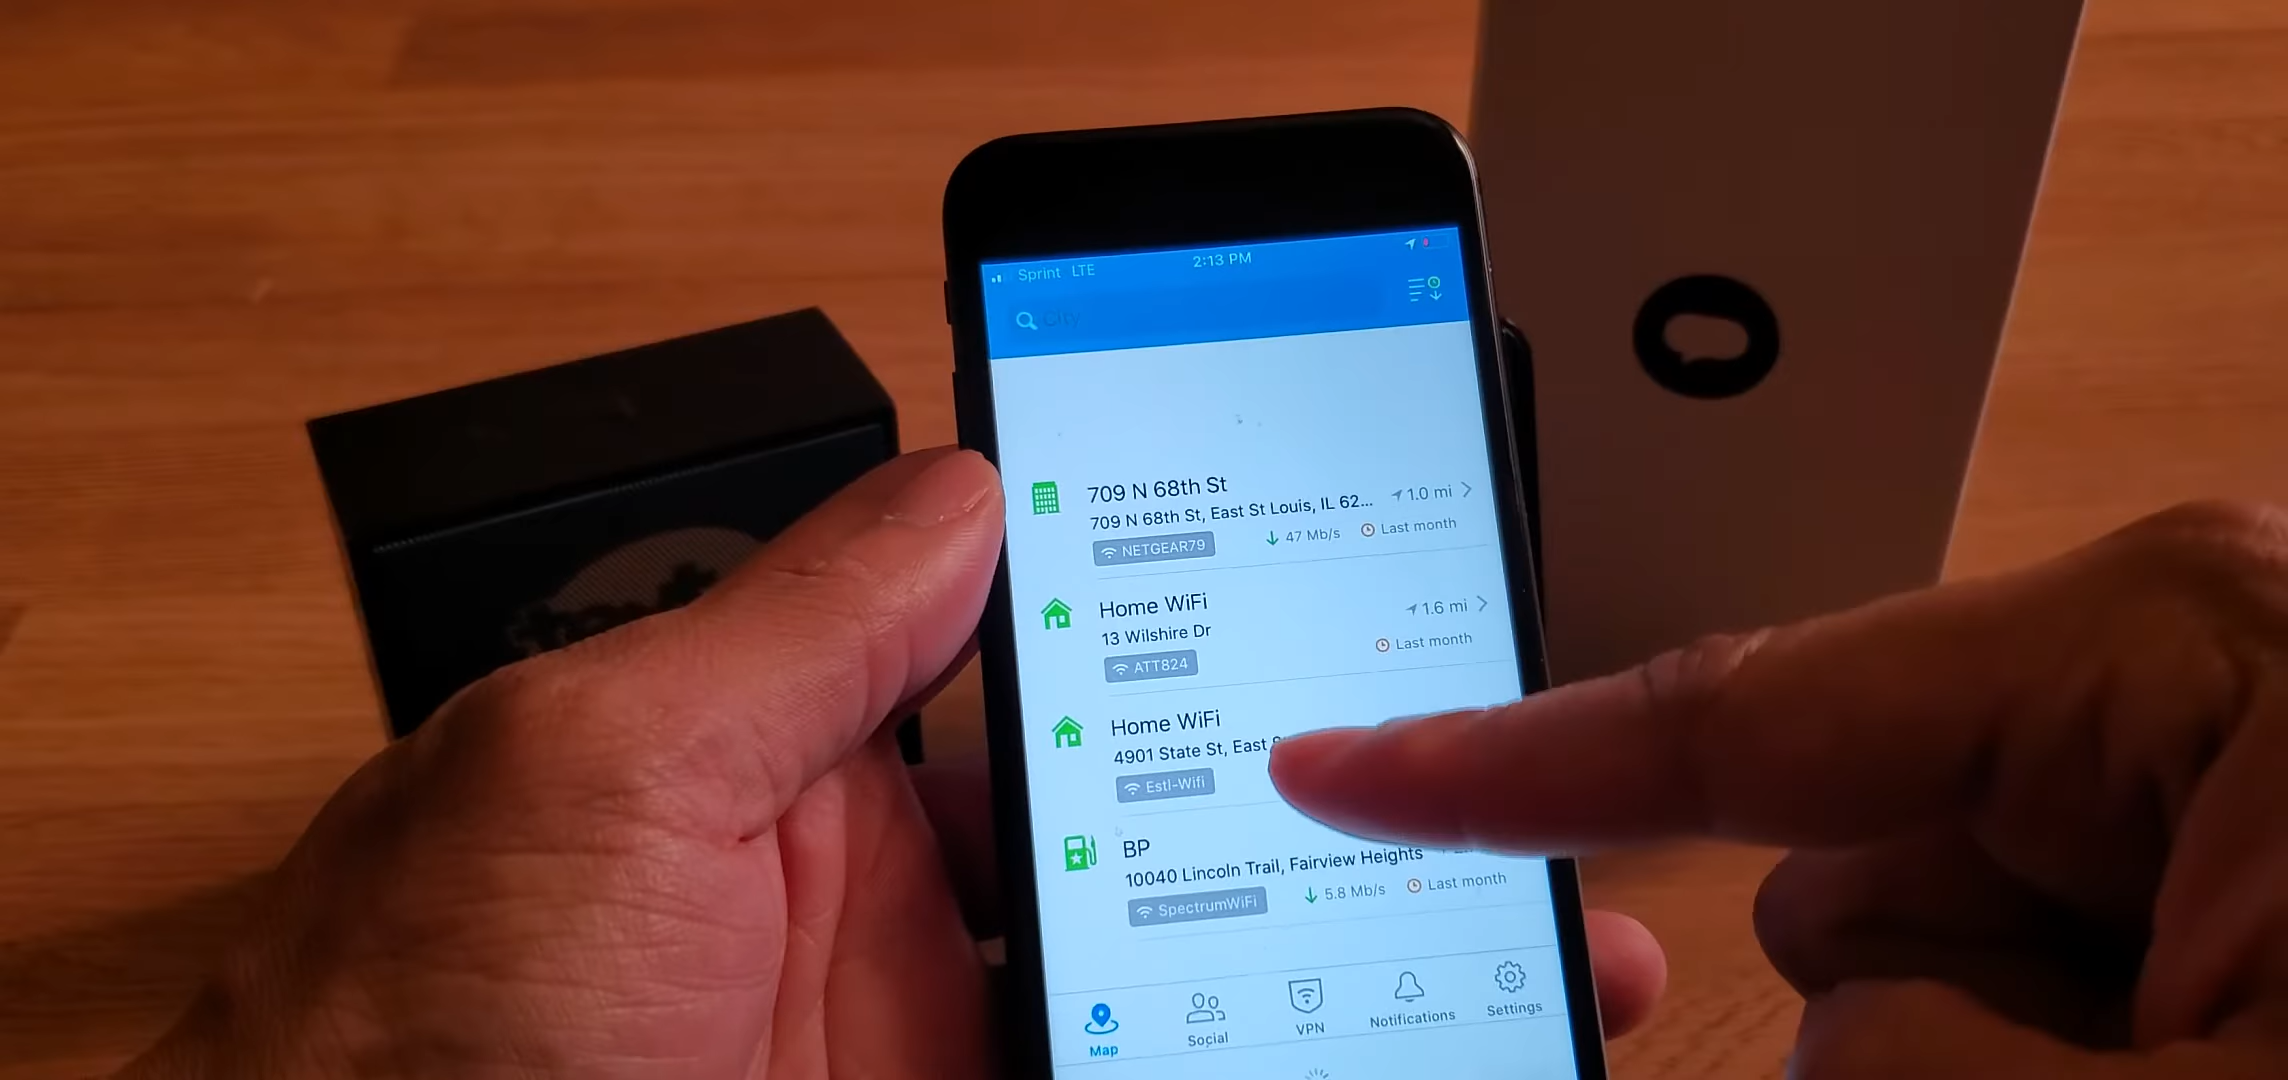 Sprint LTE 2:13 PM
City
709 N 68th St
709 N 68th St, East St Louis, IL 62... 1.0 mi
NETGEAR79 47 Mb/s Last month
Home WiFi 1.6 mi
13 Wilshire Dr
ATT824 Last month
Home WiFi
4901 State St, East
Estl-Wifi
BP
10040 Lincoln Trail, Fairview Heights
SpectrumWiFi 5.8 Mb/s Last month
Map Social VPN Notifications Settings